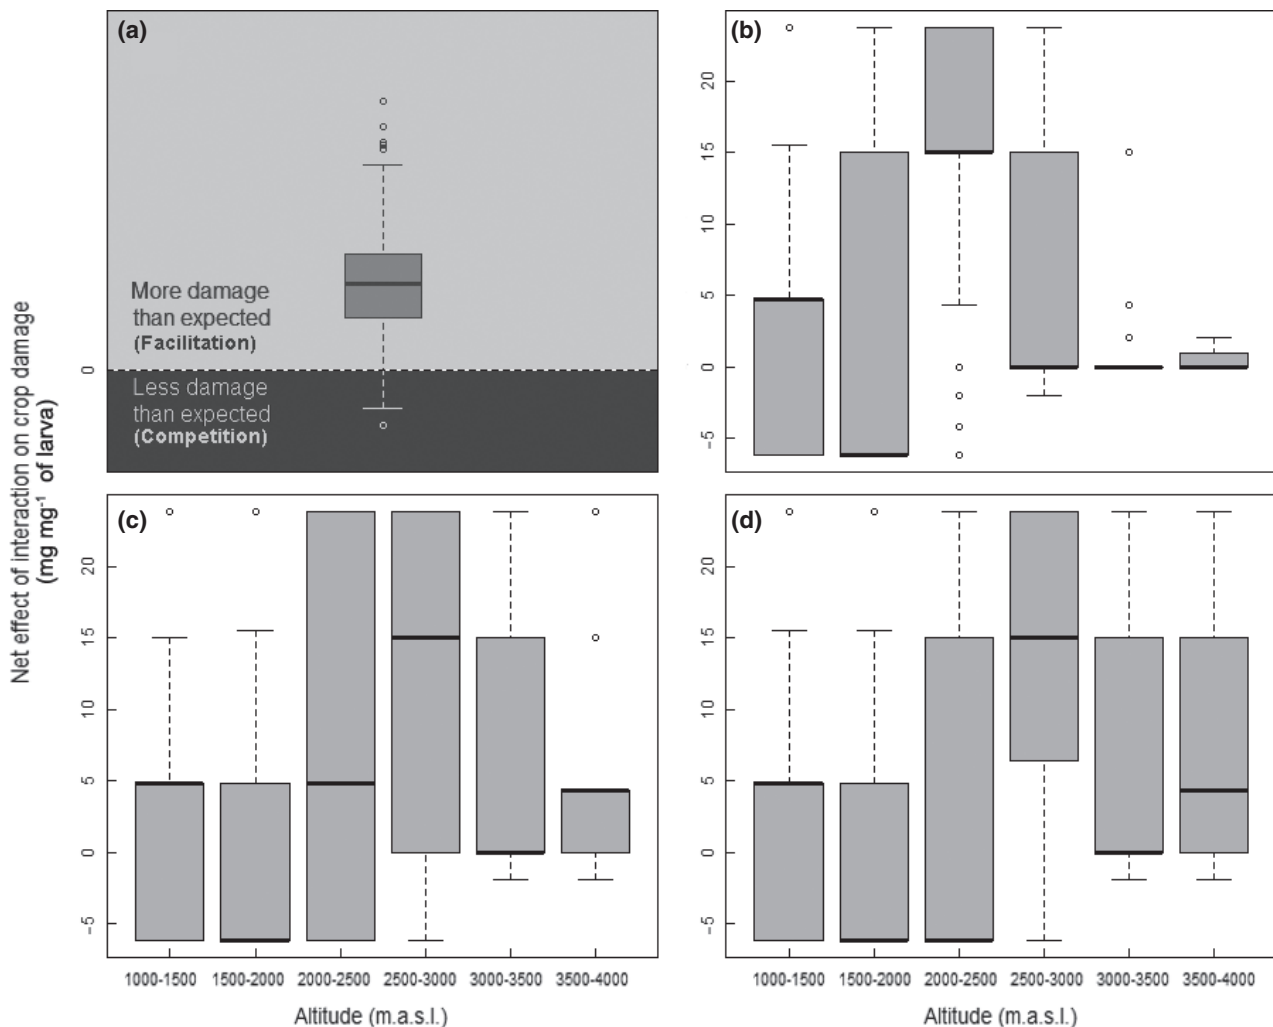 (a)
More damage
than expected
(Facilitation)
0
Less damage
than expected
(Competition)
(b)
20
15
10
5
0
−5
Net effect of interaction on crop damage
(mg mg⁻¹ of larva)
(c)
20
15
10
5
0
−5
1000-1500 1500-2000 2000-2500 2500-3000 3000-3500 3500-4000
Altitude (m.a.s.l.)
(d)
20
15
10
5
0
−5
1000-1500 1500-2000 2000-2500 2500-3000 3000-3500 3500-4000
Altitude (m.a.s.l.)